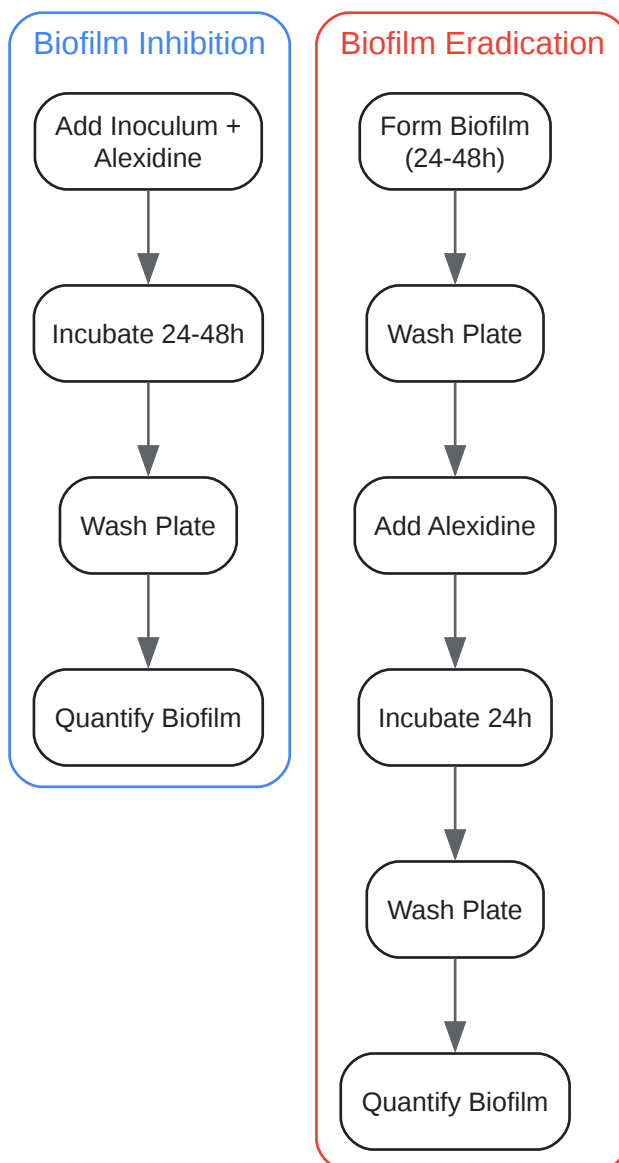 Biofilm Inhibition
Add Inoculum +
Alexidine
Incubate 24-48h
Wash Plate
Quantify Biofilm
Biofilm Eradication
Form Biofilm
(24-48h)
Wash Plate
Add Alexidine
Incubate 24h
Wash Plate
Quantify Biofilm